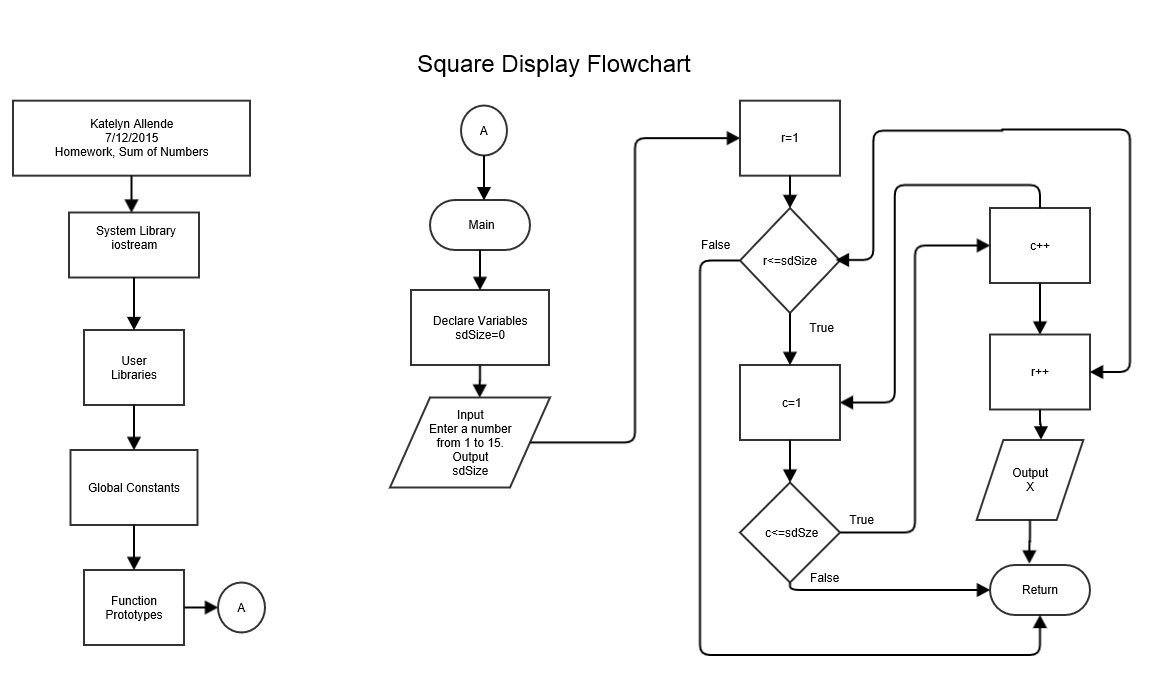 Square Display Flowchart
Katelyn Allende
7/12/2015
Homework, Sum of Numbers
System Library
iostream
User
Libraries
Global Constants
Function
Prototypes
A
A
Main
Declare Variables
sdSize=0
Input
Enter a number
from 1 to 15.
Output
sdSize
r=1
r<=sdSize
False
True
c=1
c<=sdSze
True
False
c++
r++
Output
X
Return